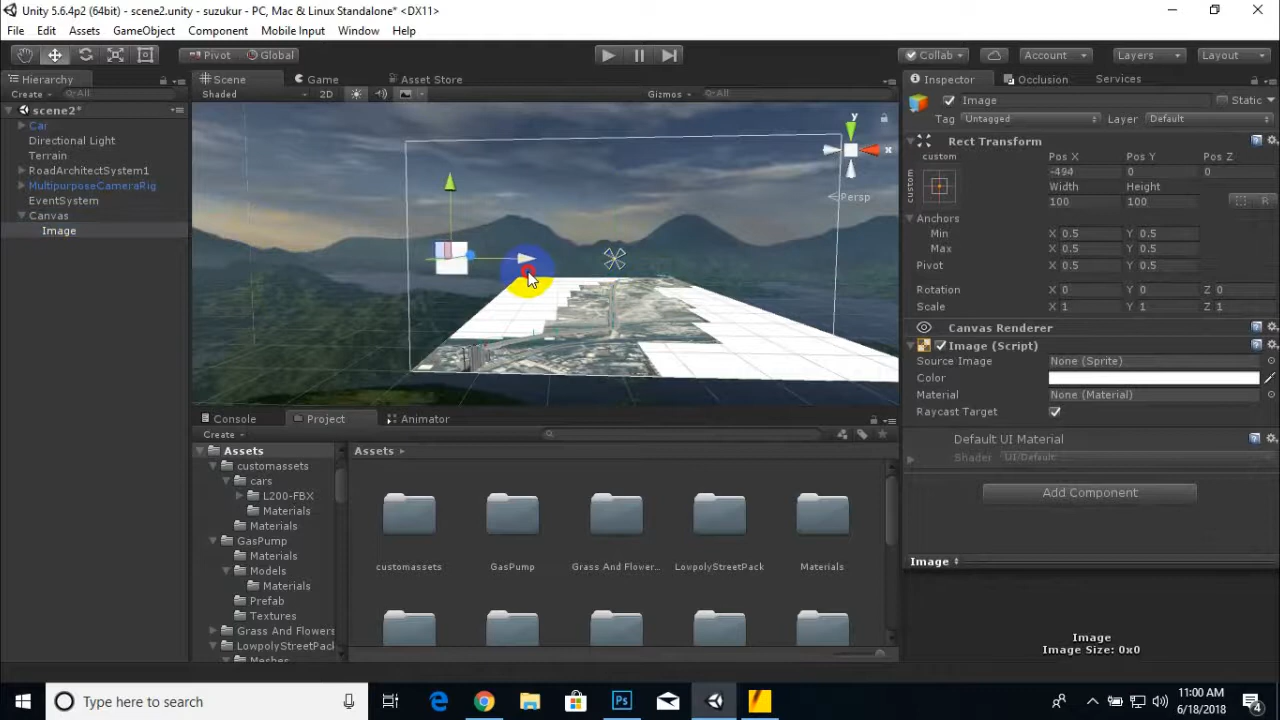 Unity 5.6.4p2 (64bit) - scene2.unity - suzukur - PC, Mac & Linux Standalone* <DX11>
File Edit Assets GameObject Component Mobile Input Window Help
Pivot Global Collab Account Layers Layout
Hierarchy Scene Game Asset Store Inspector Occlusion Services
Create All Shaded 2D Gizmos All Image Static
scene2*
Tag Untagged Layer Default
Car
Directional Light
Terrain
RoadArchitectSystem1
MultipurposeCameraRig
EventSystem
Canvas
Image
y
x
Persp
Rect Transform
custom Pos X Pos Y Pos Z
custom -494 0 0
Width Height
100 100 R
Anchors
Min X 0.5 Y 0.5
Max X 0.5 Y 0.5
Pivot X 0.5 Y 0.5
Rotation X 0 Y 0 Z 0
Scale X 1 Y 1 Z 1
Canvas Renderer
Image (Script)
Source Image None (Sprite)
Color
Material None (Material)
Raycast Target
Default UI Material
Shader UI/Default
Add Component
Image
Image
Image Size: 0x0
Console Project Animator
Create
Assets
customassets
cars
L200-FBX
Materials
Materials
GasPump
Materials
Models
Materials
Prefab
Textures
Grass And Flowers
LowpolyStreetPack
Meshes
Assets
customassets GasPump Grass And Flower... LowpolyStreetPack Materials
Type here to search
11:00 AM
6/18/2018
4